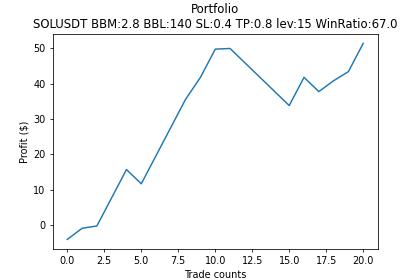 Portfolio
SOLUSDT BBM:2.8 BBL:140 SL:0.4 TP:0.8 lev:15 WinRatio:67.0
50
40
30
20
10
0
Profit ($)
0.0 2.5 5.0 7.5 10.0 12.5 15.0 17.5 20.0
Trade counts